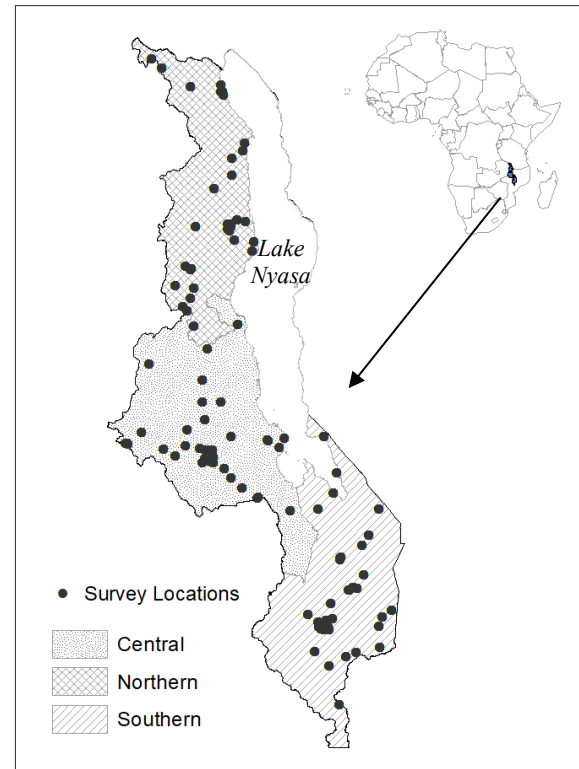 Lake
Nyasa
Survey Locations
Central
Northern
Southern